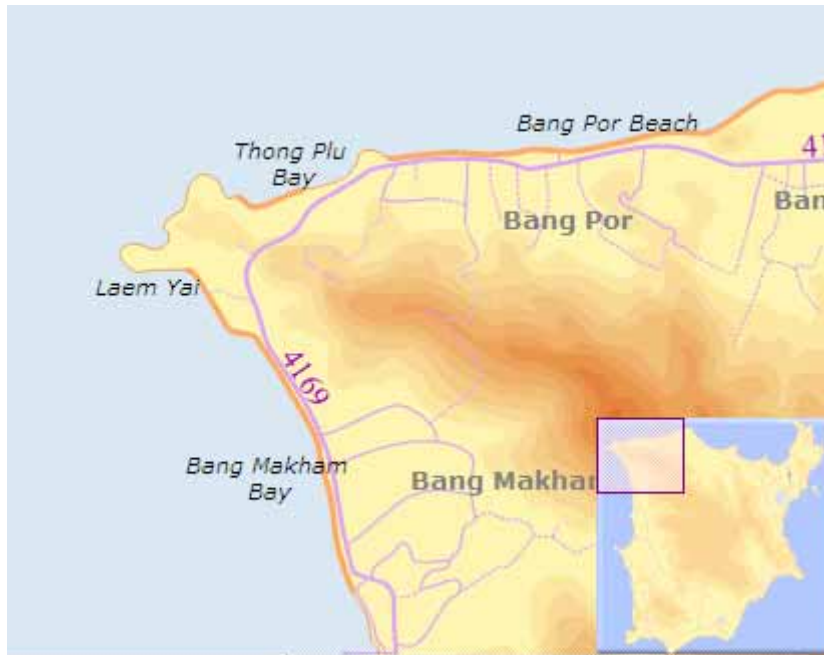 Bang Por Beach
Thong Plu
Bay
Bang Por
Laem Yai
4169
Bang Makham
Bay